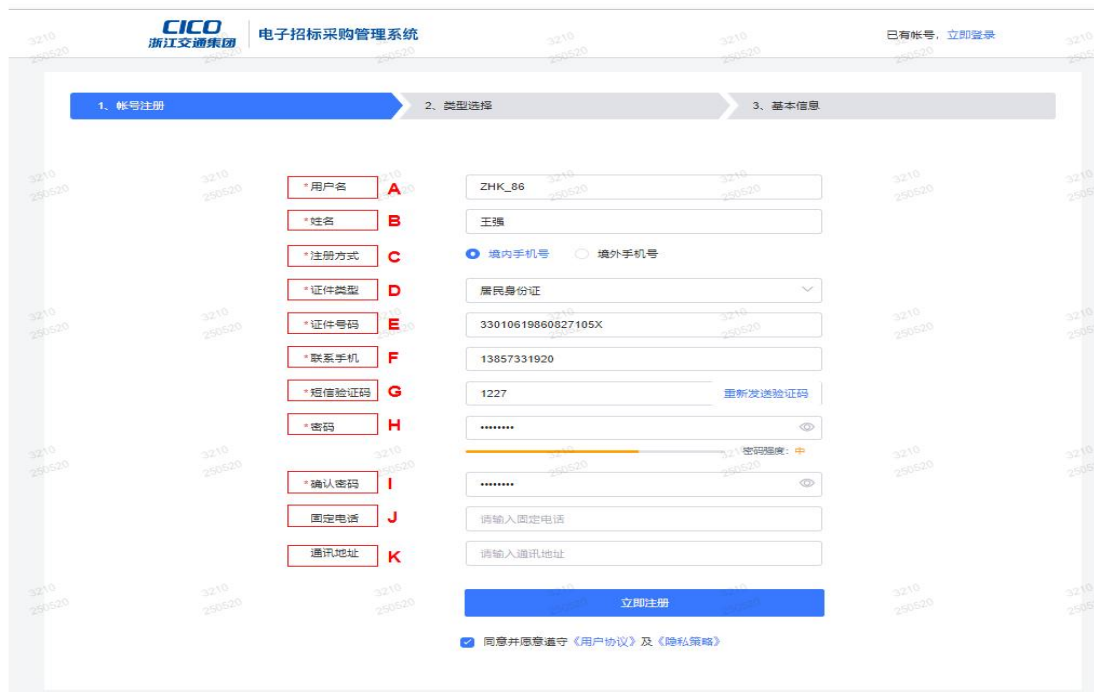 CICO
浙江交通集团
电子招标采购管理系统
已有帐号，立即登录
1、帐号注册
2、类型选择
3、基本信息
*用户名 A ZHK_86
*姓名 B 王强
*注册方式 C 境内手机号 境外手机号
*证件类型 D 居民身份证
*证件号码 E 33010619860827105X
*联系手机 F 13857331920
*短信验证码 G 1227 重新发送验证码
*密码 H ••••••••
密码强度：中
*确认密码 I ••••••••
固定电话 J 请输入固定电话
通讯地址 K 请输入通讯地址
立即注册
同意并愿意遵守《用户协议》及《隐私策略》
3210
250520